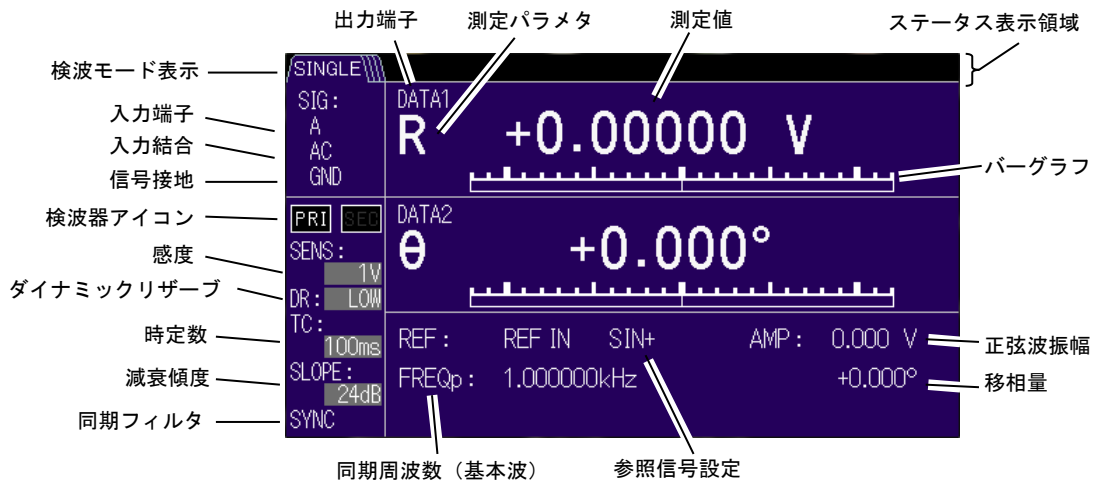 出力端子
測定パラメタ
測定値
ステータス表示領域
検波モード表示
入力端子
入力結合
信号接地
検波器アイコン
感度
ダイナミックリザーブ
時定数
減衰傾度
同期フィルタ
SINGLE
SIG:
A
AC
GND
PRI SEC
SENS:
1V
DR: LOW
TC:
100ms
SLOPE:
24dB
SYNC
DATA1
R +0.00000 V
DATA2
θ +0.000°
REF: REF IN SIN+ AMP: 0.000 V
FREQp: 1.000000kHz +0.000°
バーグラフ
正弦波振幅
移相量
同期周波数（基本波）
参照信号設定